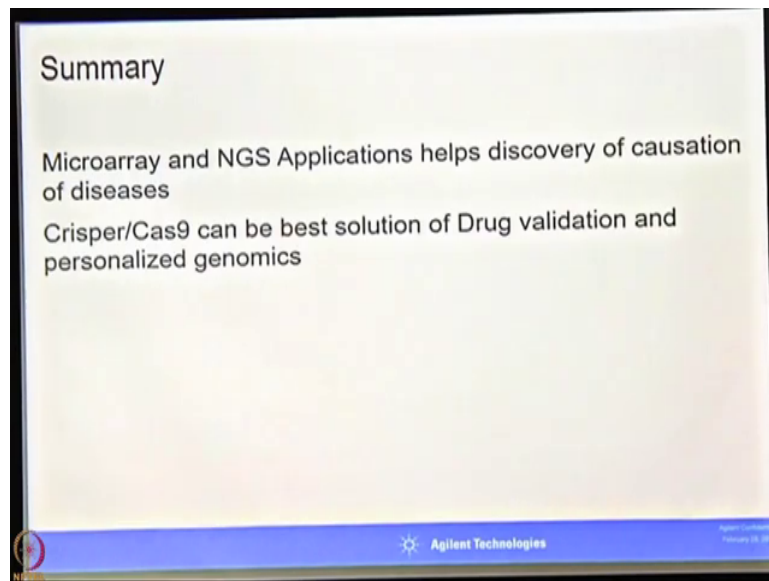 Summary
Microarray and NGS Applications helps discovery of causation
of diseases
Crisper/Cas9 can be best solution of Drug validation and
personalized genomics
Agilent Technologies